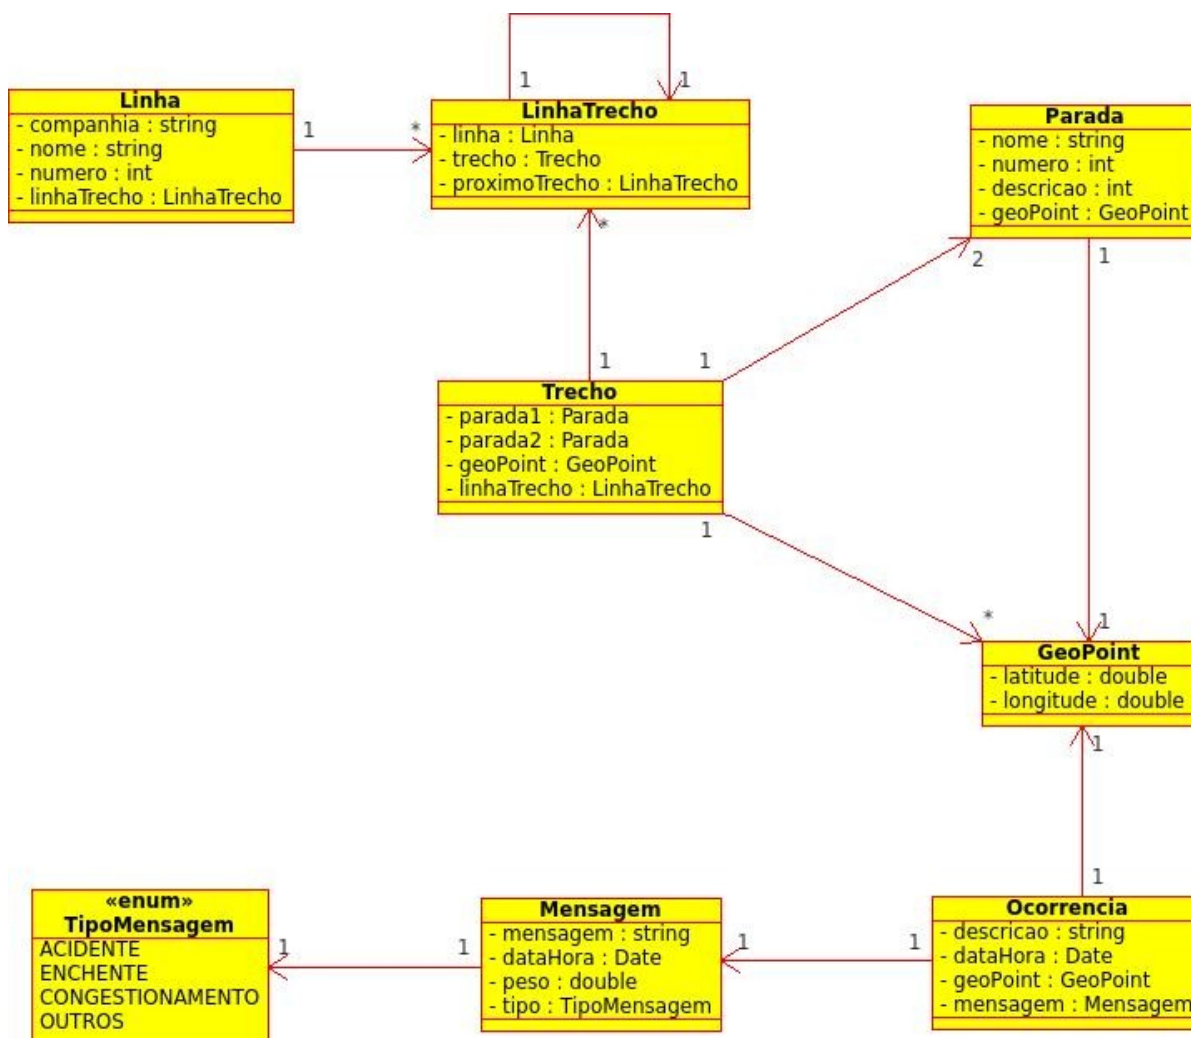 1
1
Linha
- companhia : string
- nome : string
- numero : int
- linhaTrecho : LinhaTrecho
1
*
LinhaTrecho
- linha : Linha
- trecho : Trecho
- proximoTrecho : LinhaTrecho
*
Parada
- nome : string
- numero : int
- descricao : int
- geoPoint : GeoPoint
2
1
1
1
Trecho
- parada1 : Parada
- parada2 : Parada
- geoPoint : GeoPoint
- linhaTrecho : LinhaTrecho
1
*
1
GeoPoint
- latitude : double
- longitude : double
1
1
«enum»
TipoMensagem
ACIDENTE
ENCHENTE
CONGESTIONAMENTO
OUTROS
1
1
Mensagem
- mensagem : string
- dataHora : Date
- peso : double
- tipo : TipoMensagem
1
1
Ocorrencia
- descricao : string
- dataHora : Date
- geoPoint : GeoPoint
- mensagem : Mensagem